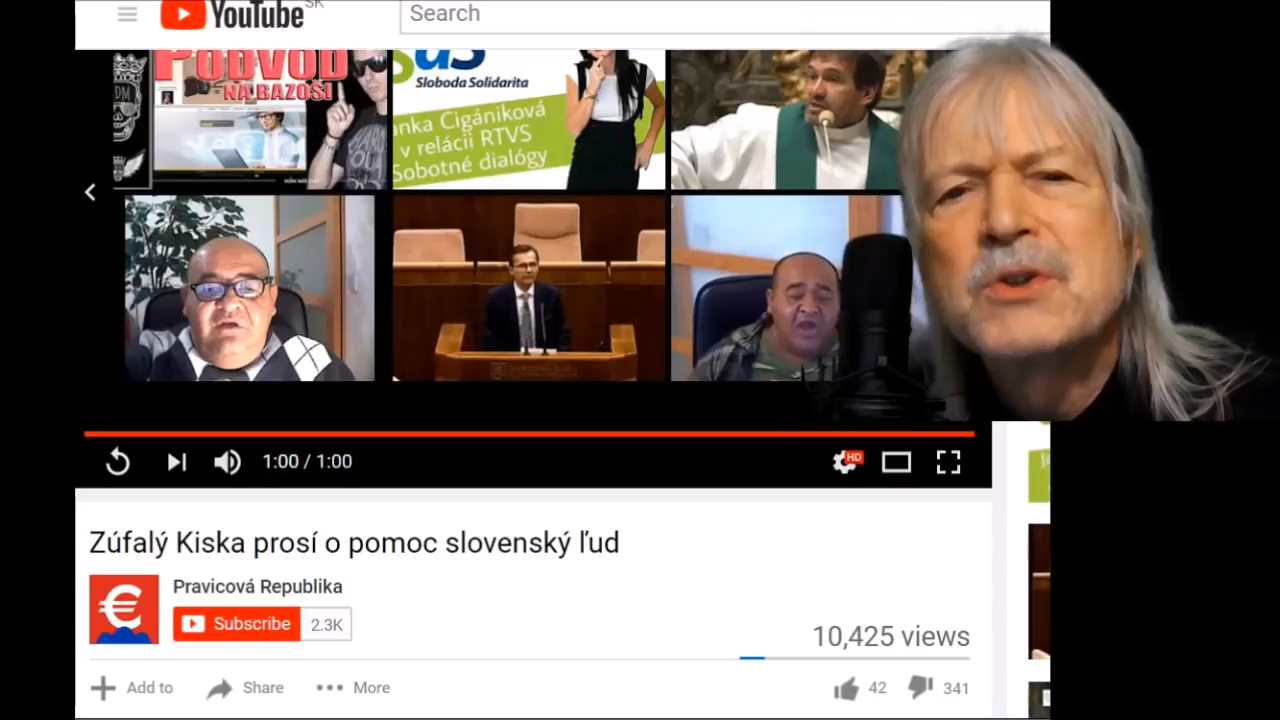 YouTube SK
Search
PODVOD
NA BAZOŠI
DM
SaS
Sloboda Solidarita
anka Cigániková
v relácii RTVS
Sobotné dialógy
1:00 / 1:00
HD
Zúfalý Kiska prosí o pomoc slovenský ľud
Pravicová Republika
Subscribe 2.3K
10,425 views
Add to
Share
More
42
341